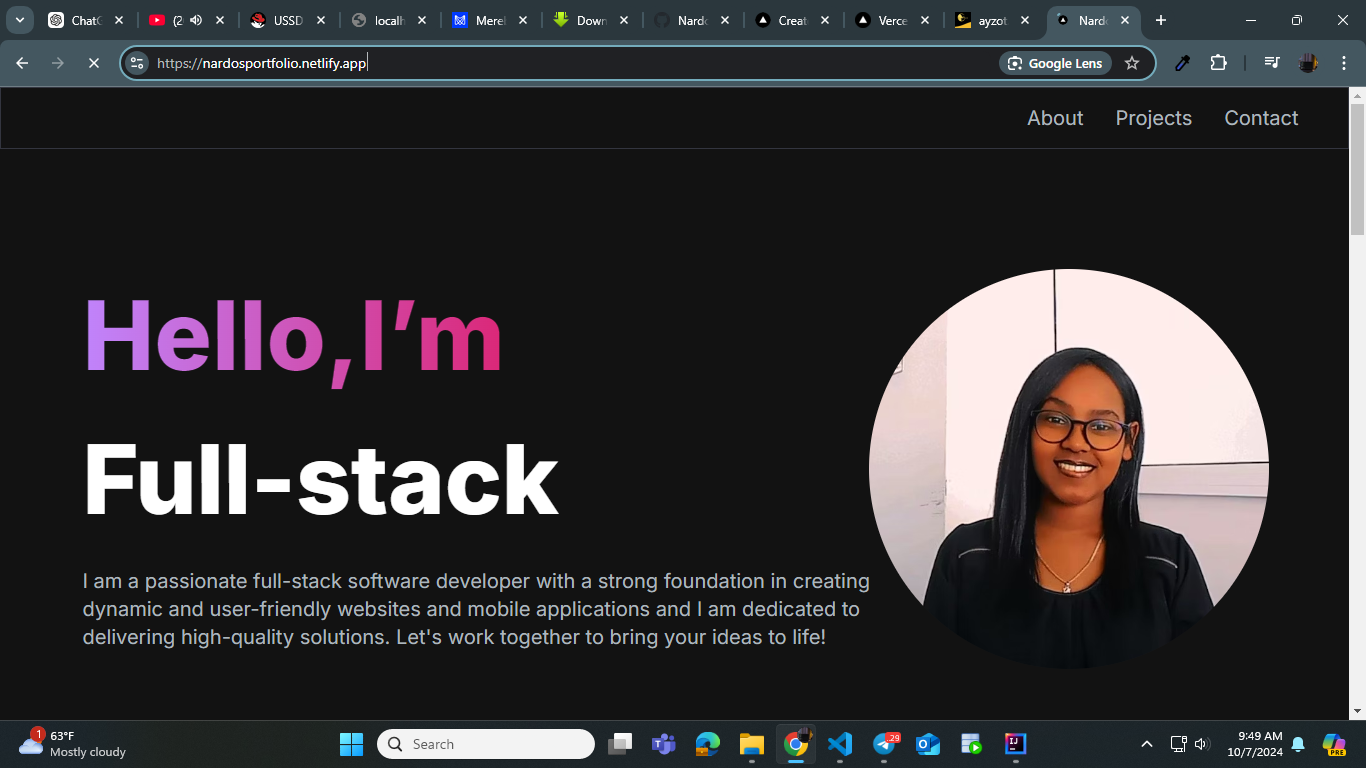 ChatG
(2
USSD
localh
Merel
Down
Nardo
Create
Verce
ayzot
Nardo
https://nardosportfolio.netlify.app
Google Lens
About Projects Contact
Hello,I’m
Full-stack
I am a passionate full-stack software developer with a strong foundation in creating
dynamic and user-friendly websites and mobile applications and I am dedicated to
delivering high-quality solutions. Let's work together to bring your ideas to life!
1
63°F
Mostly cloudy
Search
29
IJ
9:49 AM
10/7/2024
PRE